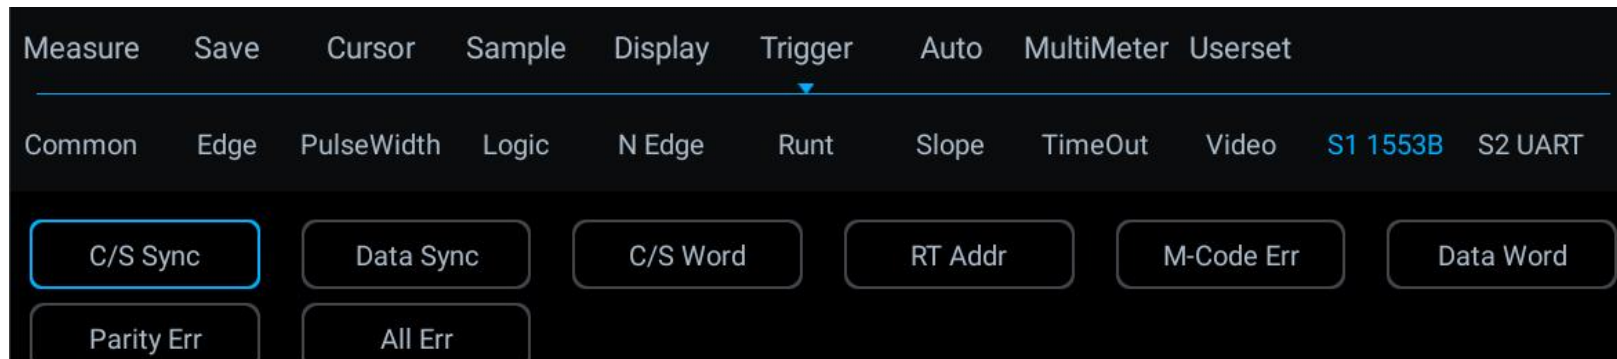 Measure Save Cursor Sample Display Trigger Auto MultiMeter Userset
Common Edge PulseWidth Logic N Edge Runt Slope TimeOut Video S1 1553B S2 UART
C/S Sync Data Sync C/S Word RT Addr M-Code Err Data Word
Parity Err All Err